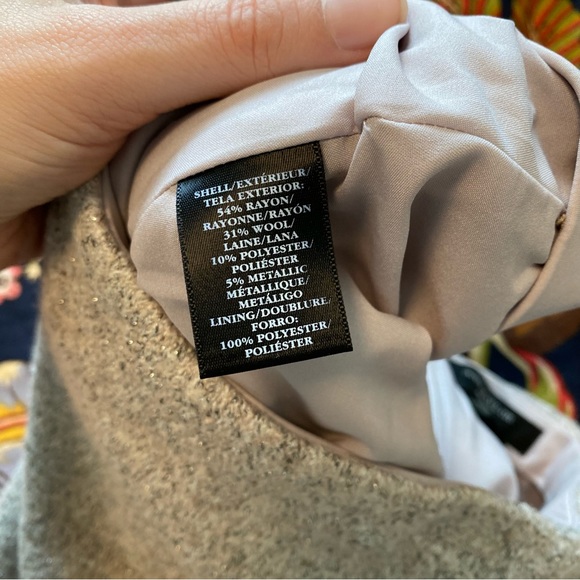 SHELL/EXTÉRIEUR/
TELA EXTERIOR:
54% RAYON/
RAYONNE/RAYÓN
31% WOOL/
LAINE/LANA
10% POLYESTER/
POLIÉSTER
5% METALLIC
MÉTALLIQUE/
METÁLIGO
LINING/DOUBLURE/
FORRO:
100% POLYESTER/
POLIÉSTER